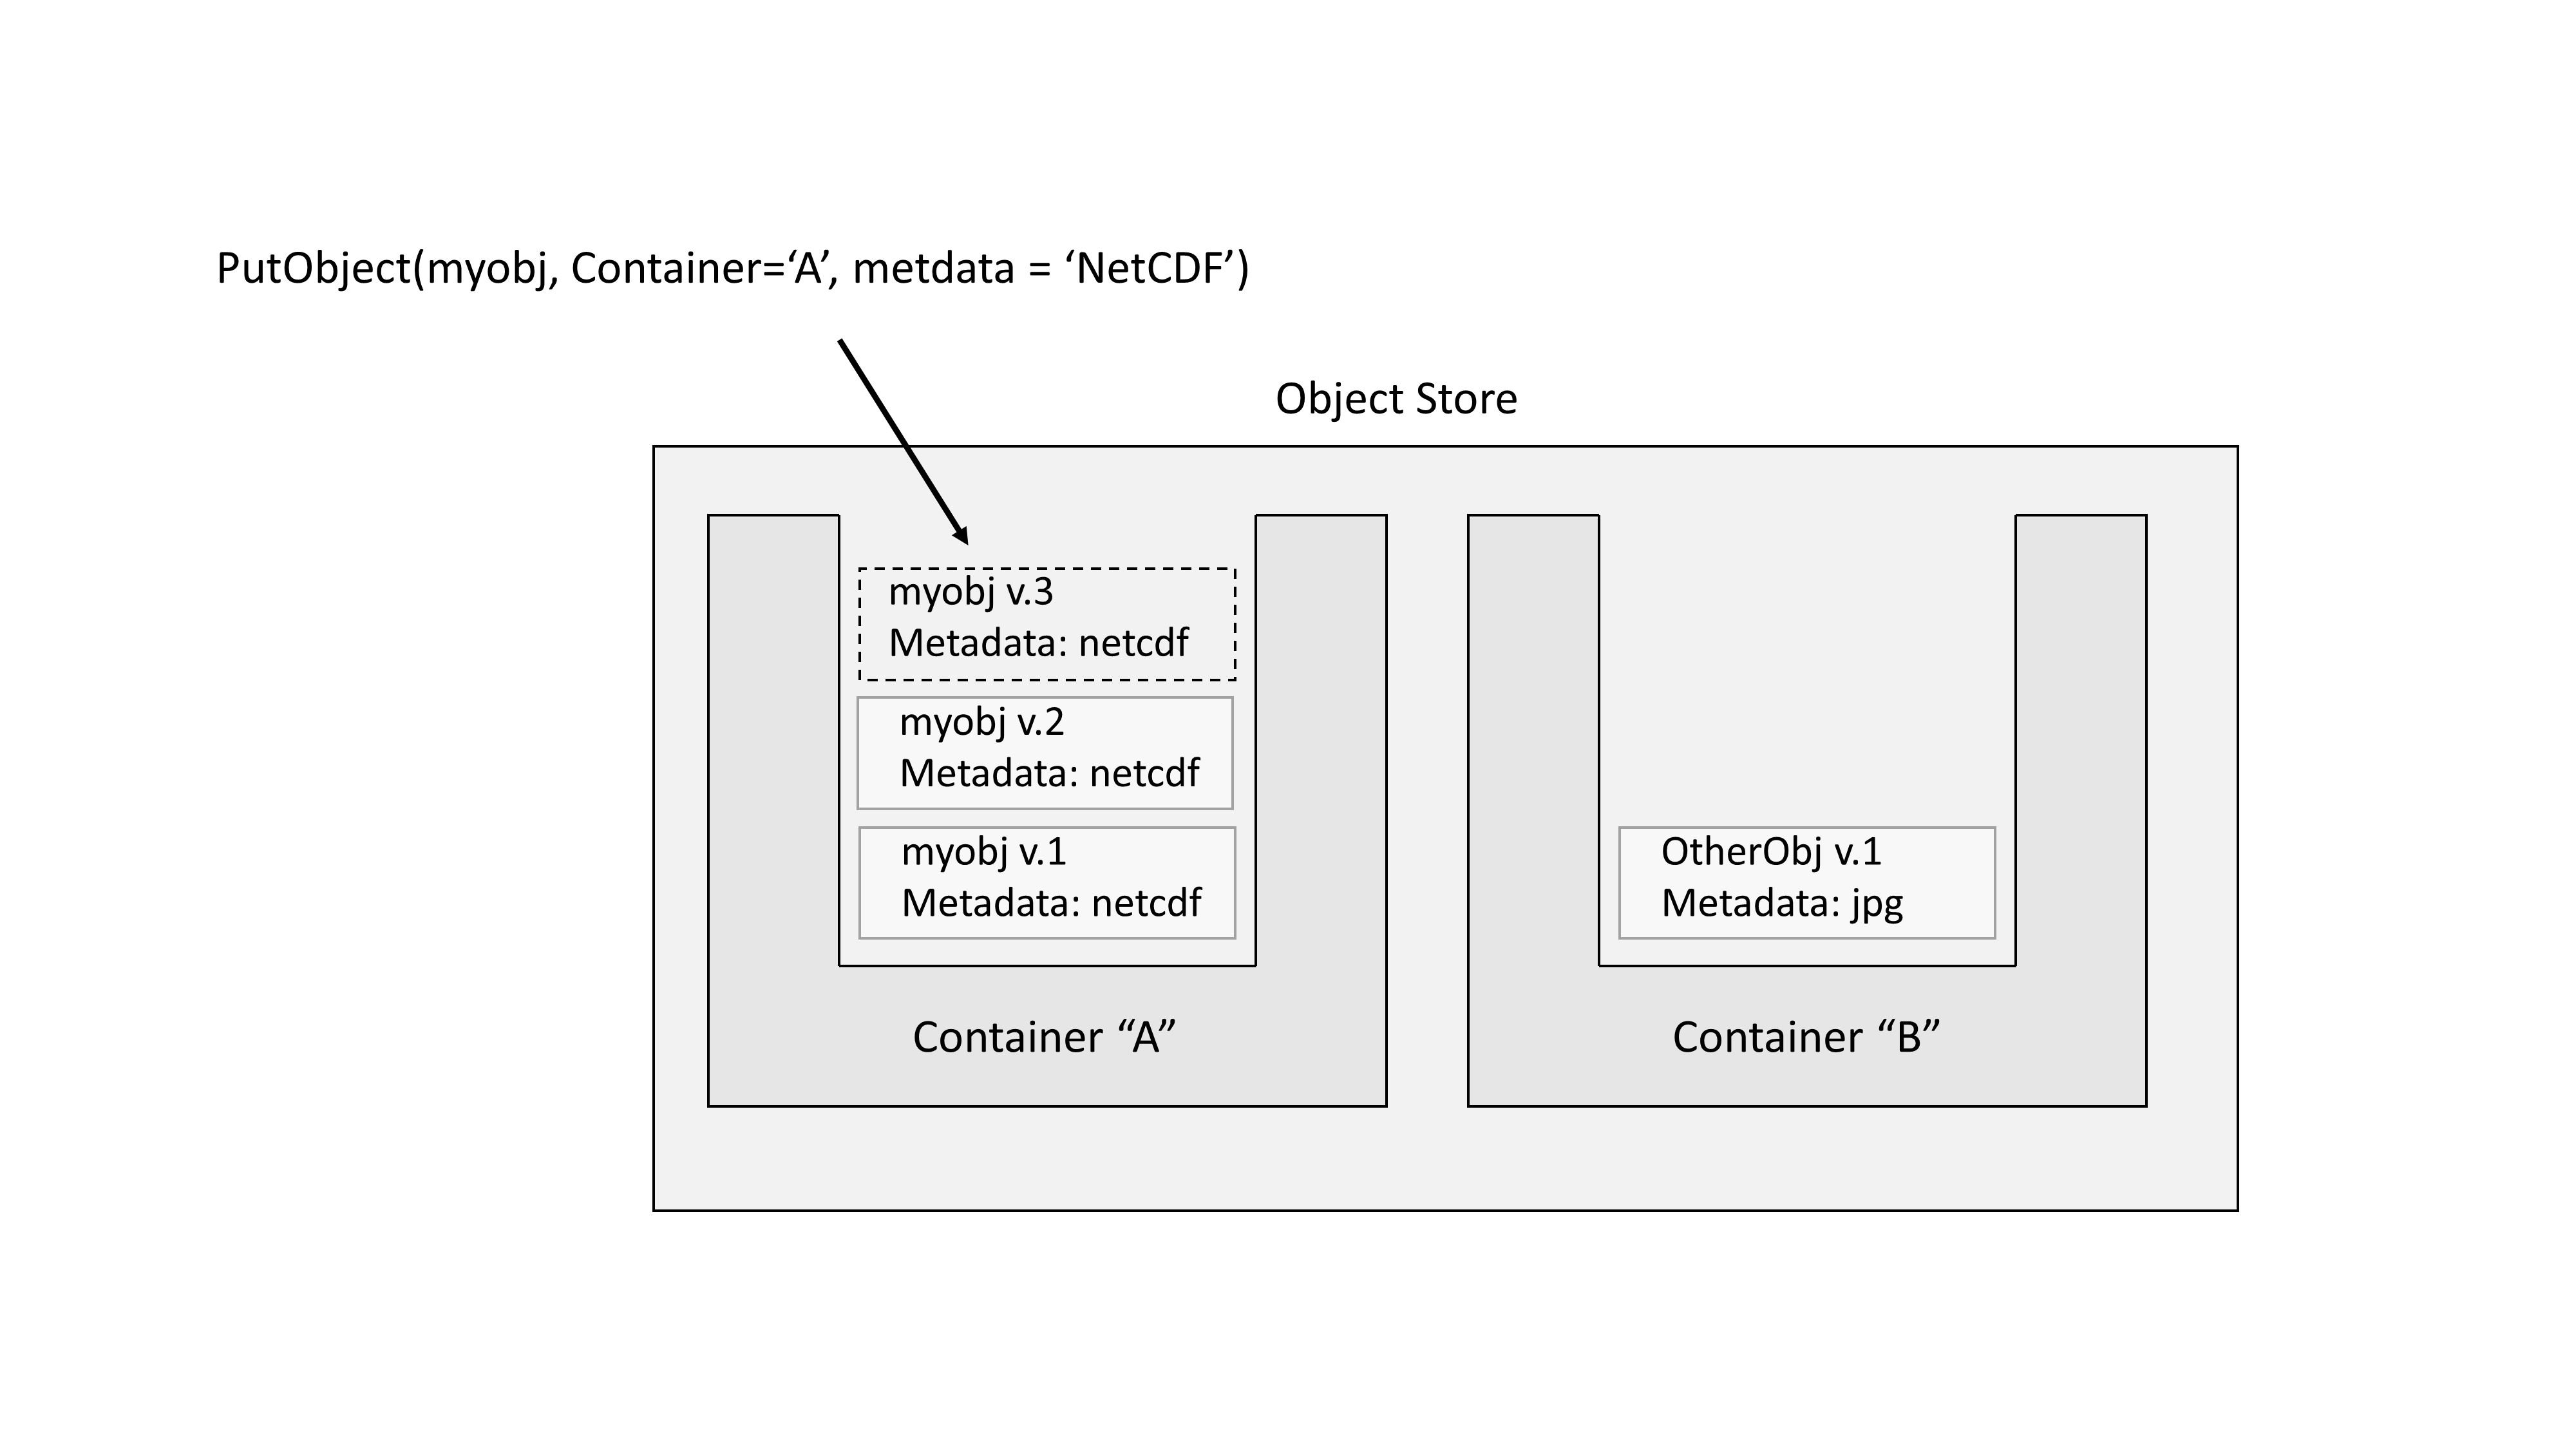 PutObject(myobj, Container=‘A’, metdata = ‘NetCDF’)
Object Store
myobj v.3
Metadata: netcdf
myobj v.2
Metadata: netcdf
myobj v.1
Metadata: netcdf
Container “A”
OtherObj v.1
Metadata: jpg
Container “B”